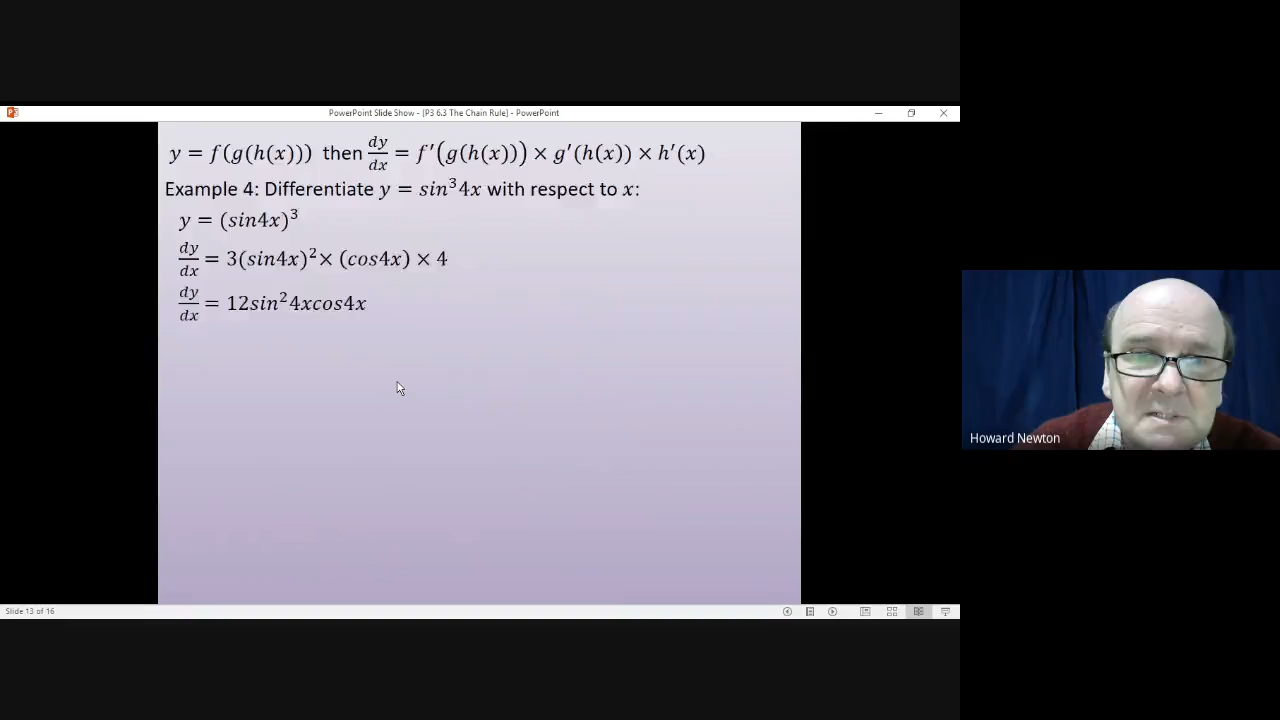 PowerPoint Slide Show - [P3 6.3 The Chain Rule] - PowerPoint
y = f(g(h(x))) then dy/dx = f′(g(h(x))) × g′(h(x)) × h′(x)
Example 4: Differentiate y = sin³4x with respect to x:
y = (sin4x)³
dy/dx = 3(sin4x)² × (cos4x) × 4
dy/dx = 12sin²4xcos4x
Howard Newton
Slide 13 of 16